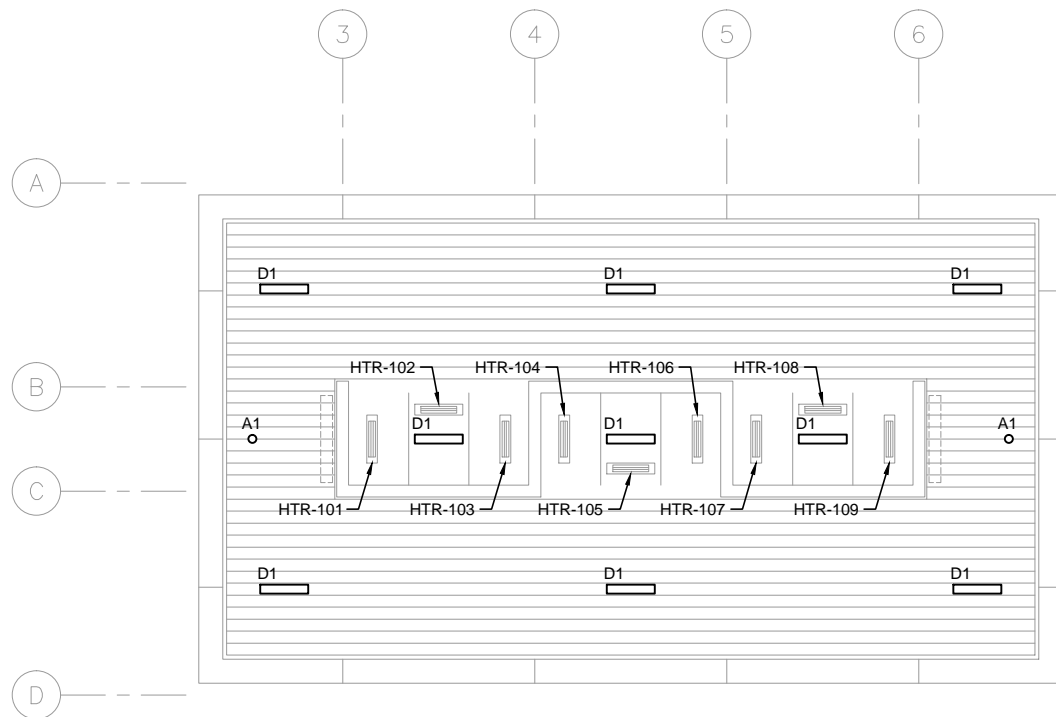 3 4 5 6
A
D1 D1 D1
B
HTR-102 HTR-104 HTR-106 HTR-108
A1 D1 D1 D1 A1
C
HTR-101 HTR-103 HTR-105 HTR-107 HTR-109
D1 D1 D1
D